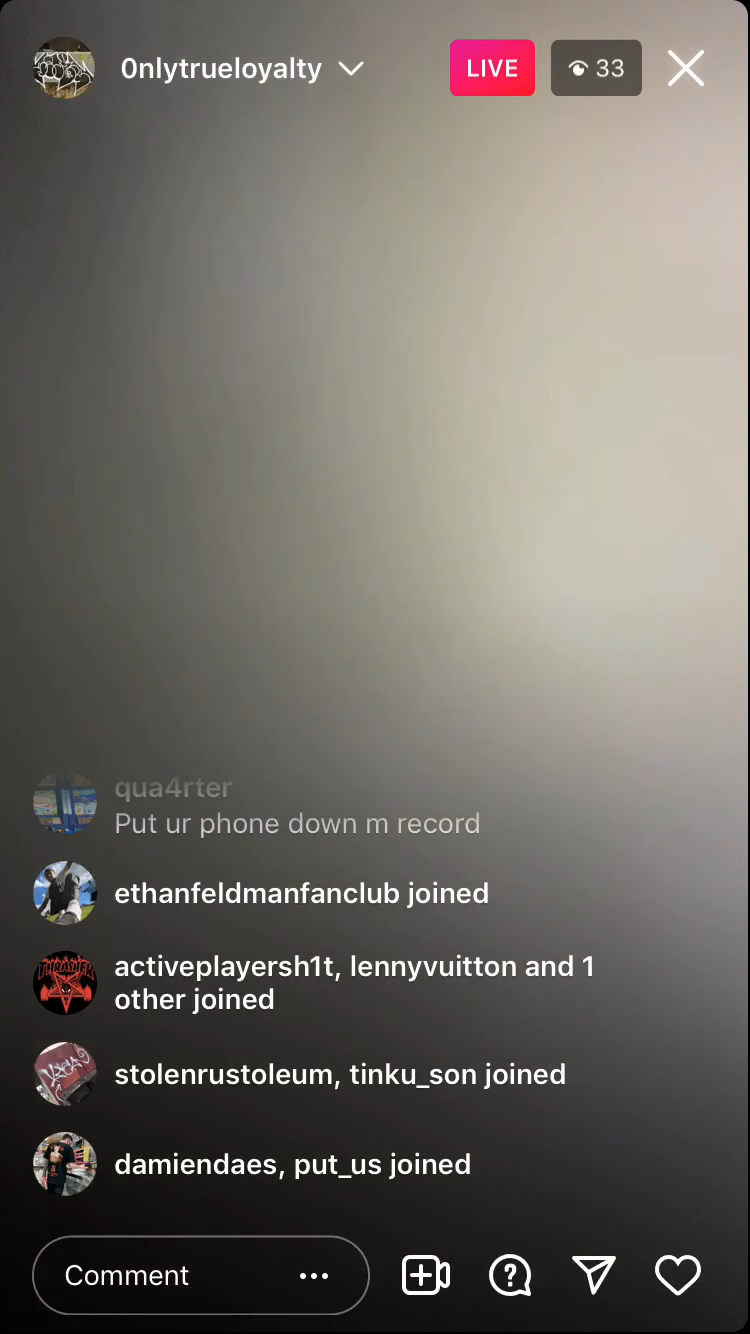 0nlytrueloyalty
LIVE
33
qua4rter
Put ur phone down m record
ethanfeldmanfanclub joined
THRASHER
activeplayersh1t, lennyvuitton and 1
other joined
stolenrustoleum, tinku_son joined
damiendaes, put_us joined
Comment